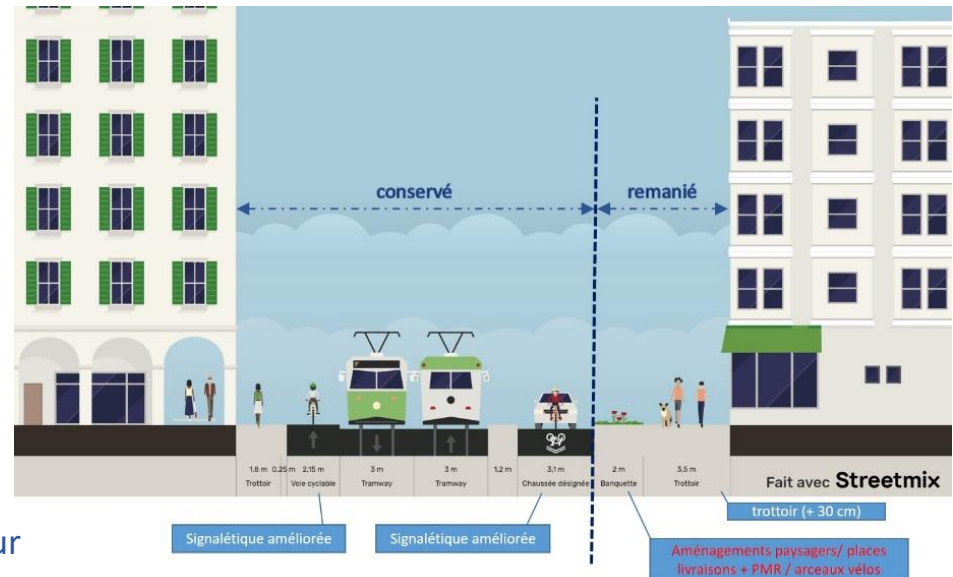 conservé
remanié
1,8 m 0,25 m 2,15 m 3 m 3 m 1,2 m 3,1 m 2 m 3,5 m
Trottoir Voie cyclable Tramway Tramway Chaussée désignée Banquette Trottoir
Fait avec Streetmix
trottoir (+ 30 cm)
Signalétique améliorée
Signalétique améliorée
ur
Aménagements paysagers/ places
livraisons + PMR / arceaux vélos